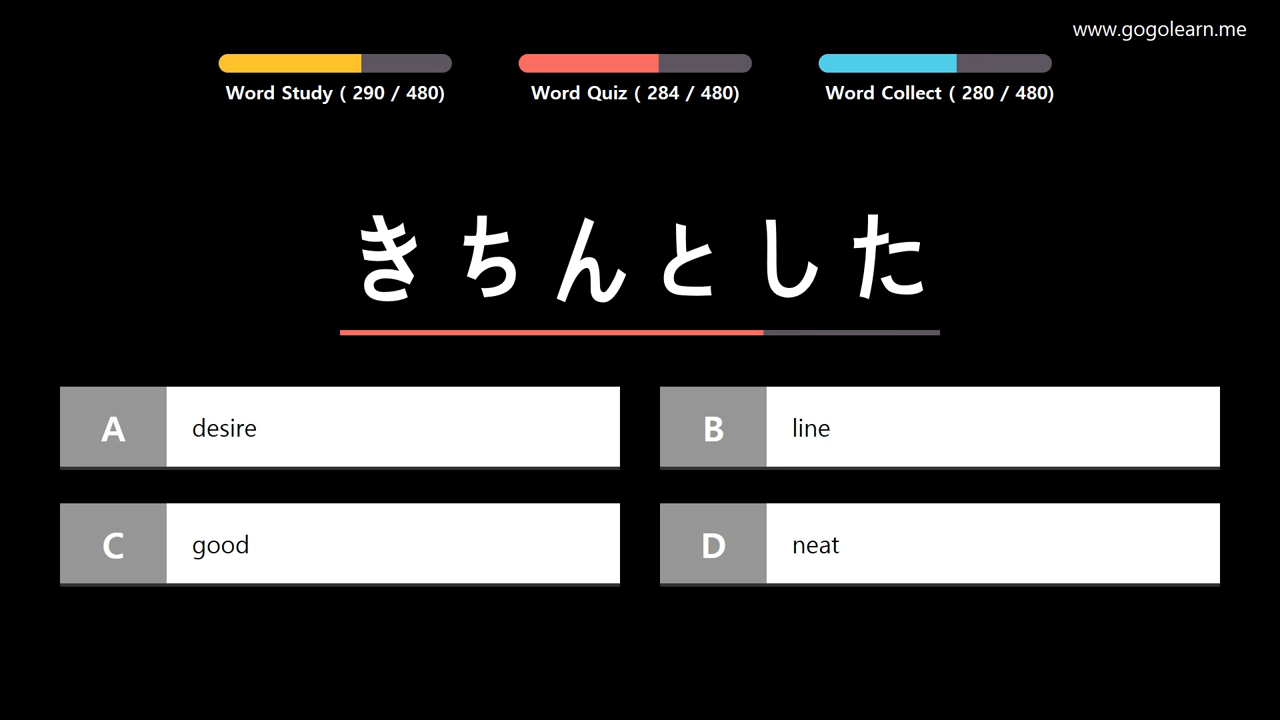 www.gogolearn.me
Word Study ( 290 / 480)
Word Quiz ( 284 / 480)
Word Collect ( 280 / 480)
きちんとした
A desire
B line
C good
D neat